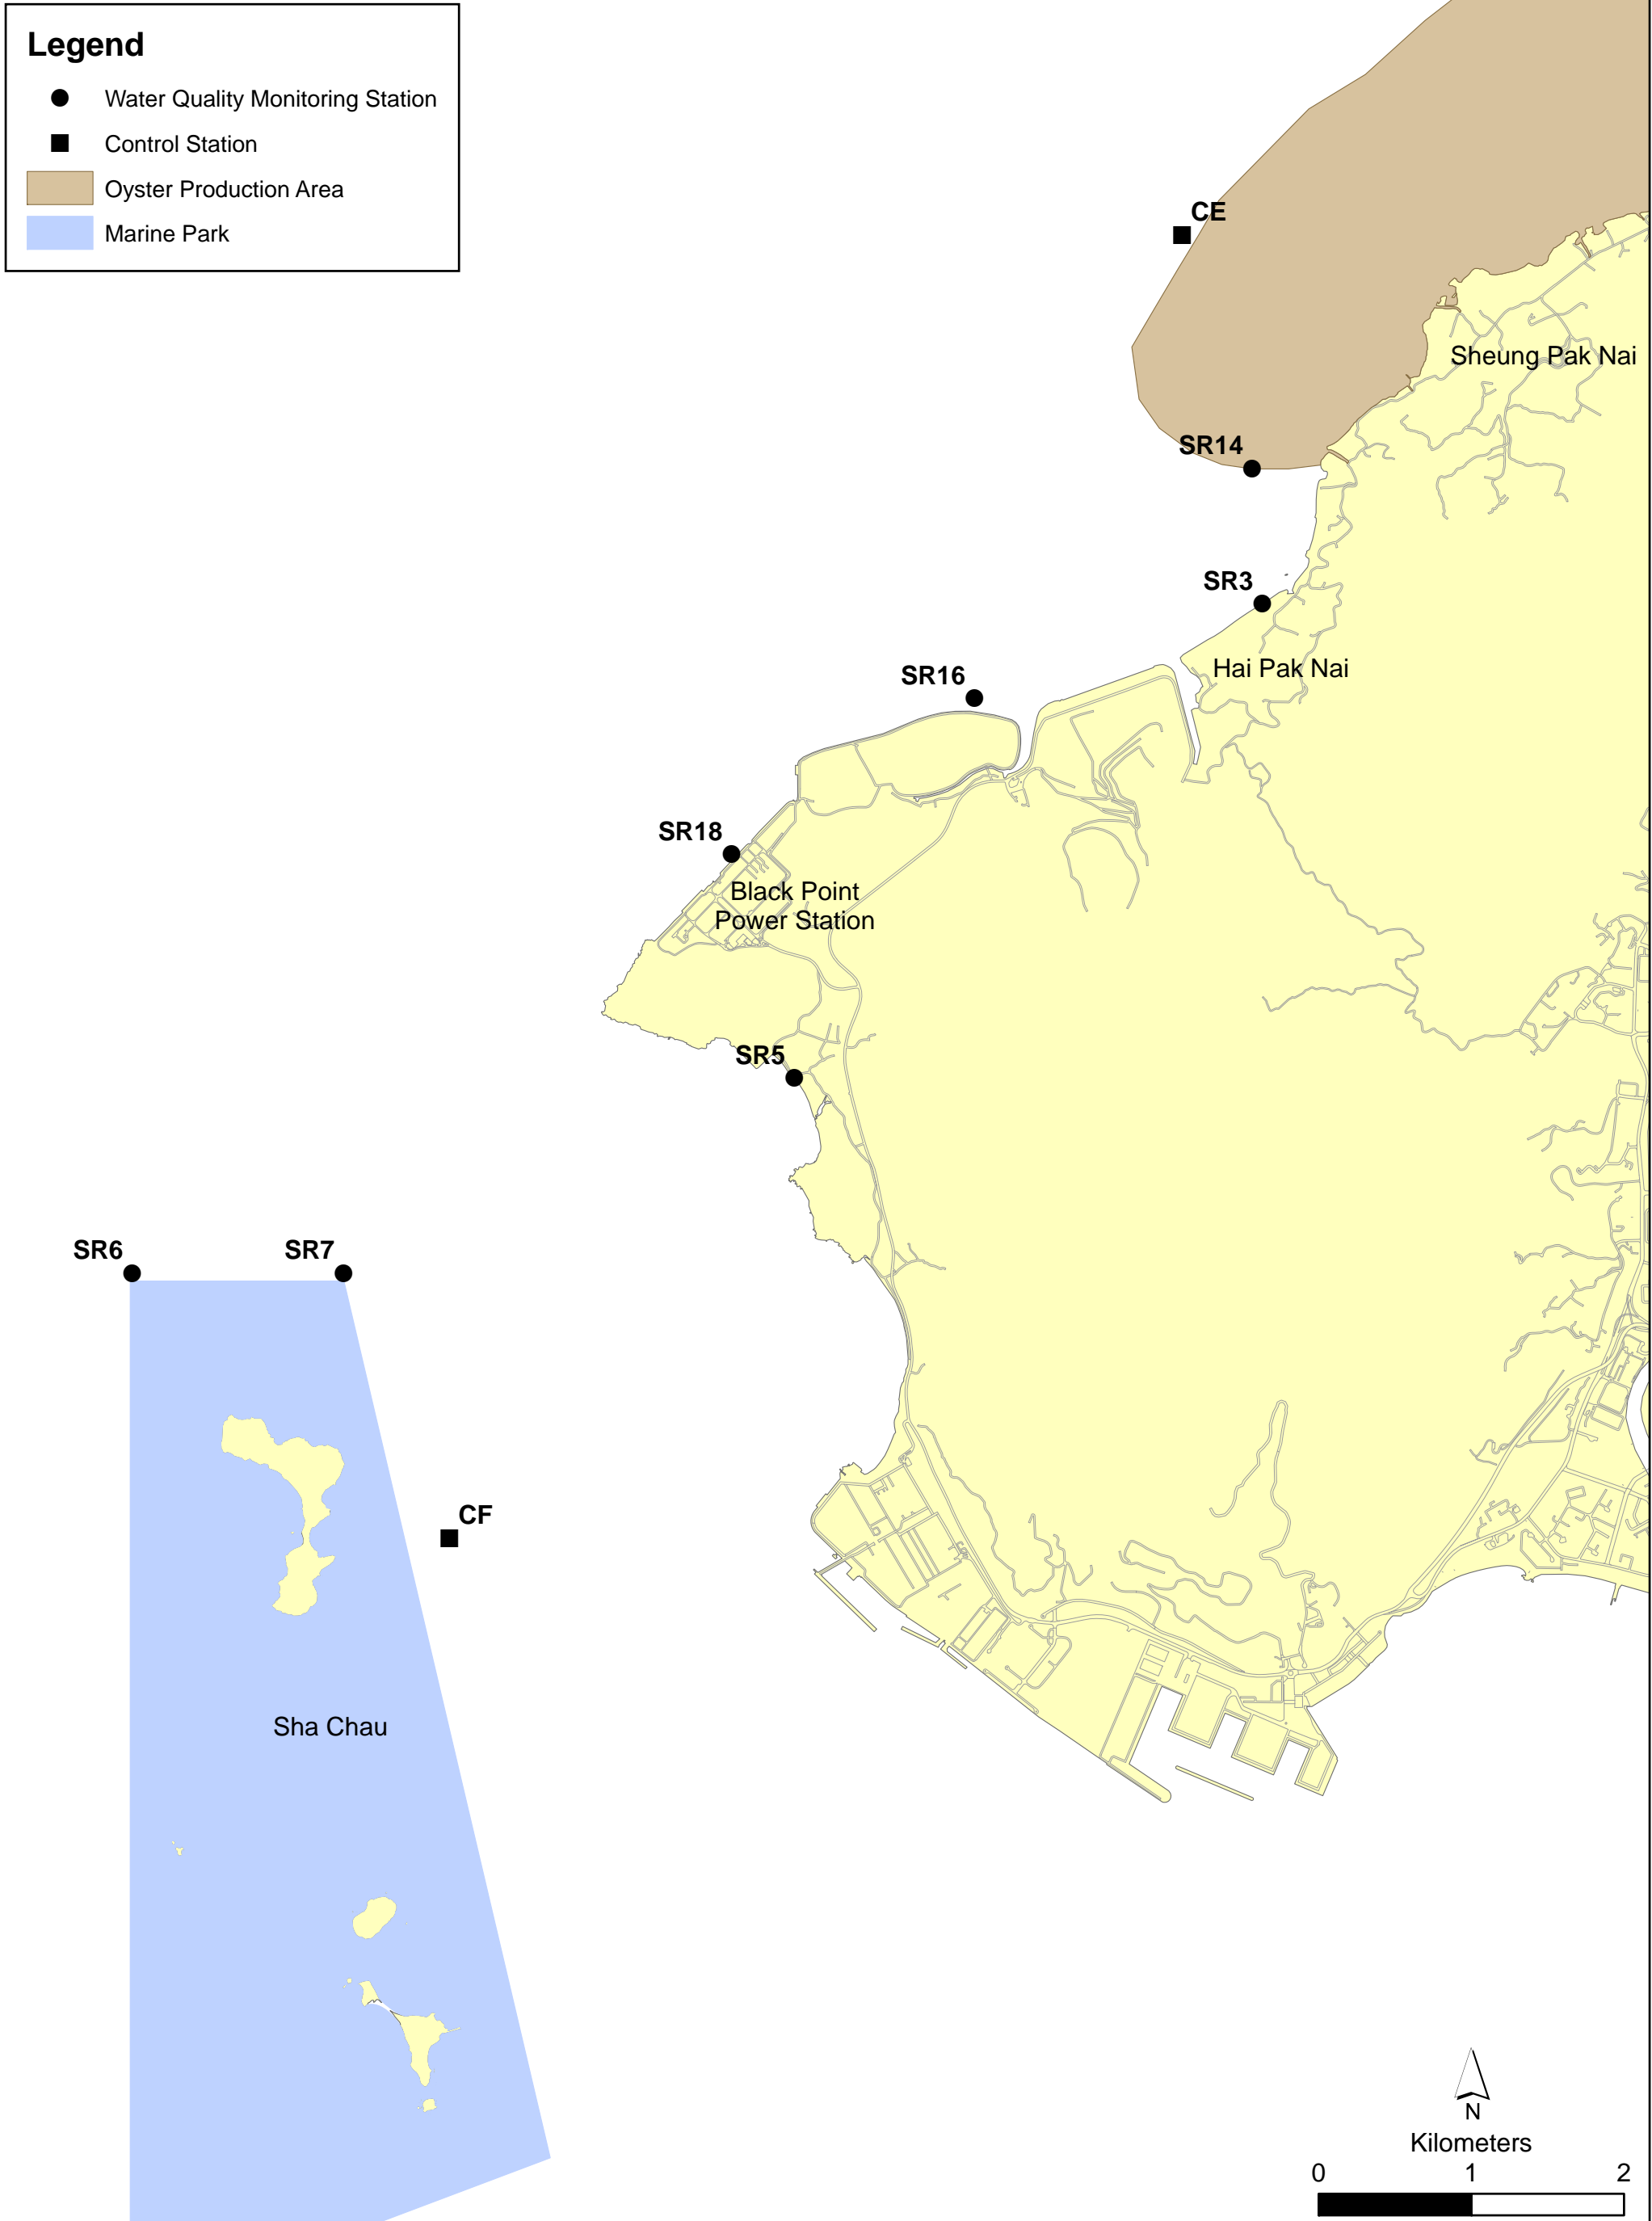 Legend
Water Quality Monitoring Station
Control Station
Oyster Production Area
Marine Park
CE
Sheung Pak Nai
SR14
SR3
Hai Pak Nai
SR16
SR18
Black Point
Power Station
SR5
SR6
SR7
CF
Sha Chau
N
Kilometers
0 1 2